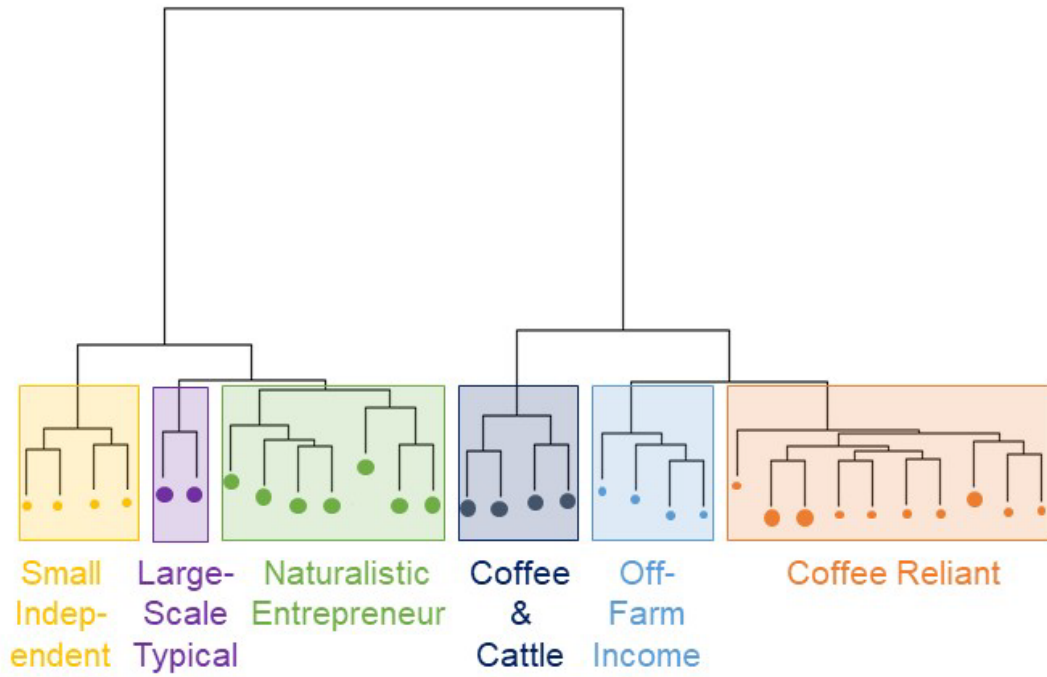 Small
Indep-
endent
Large-
Scale
Typical
Naturalistic
Entrepreneur
Coffee
&
Cattle
Off-
Farm
Income
Coffee Reliant